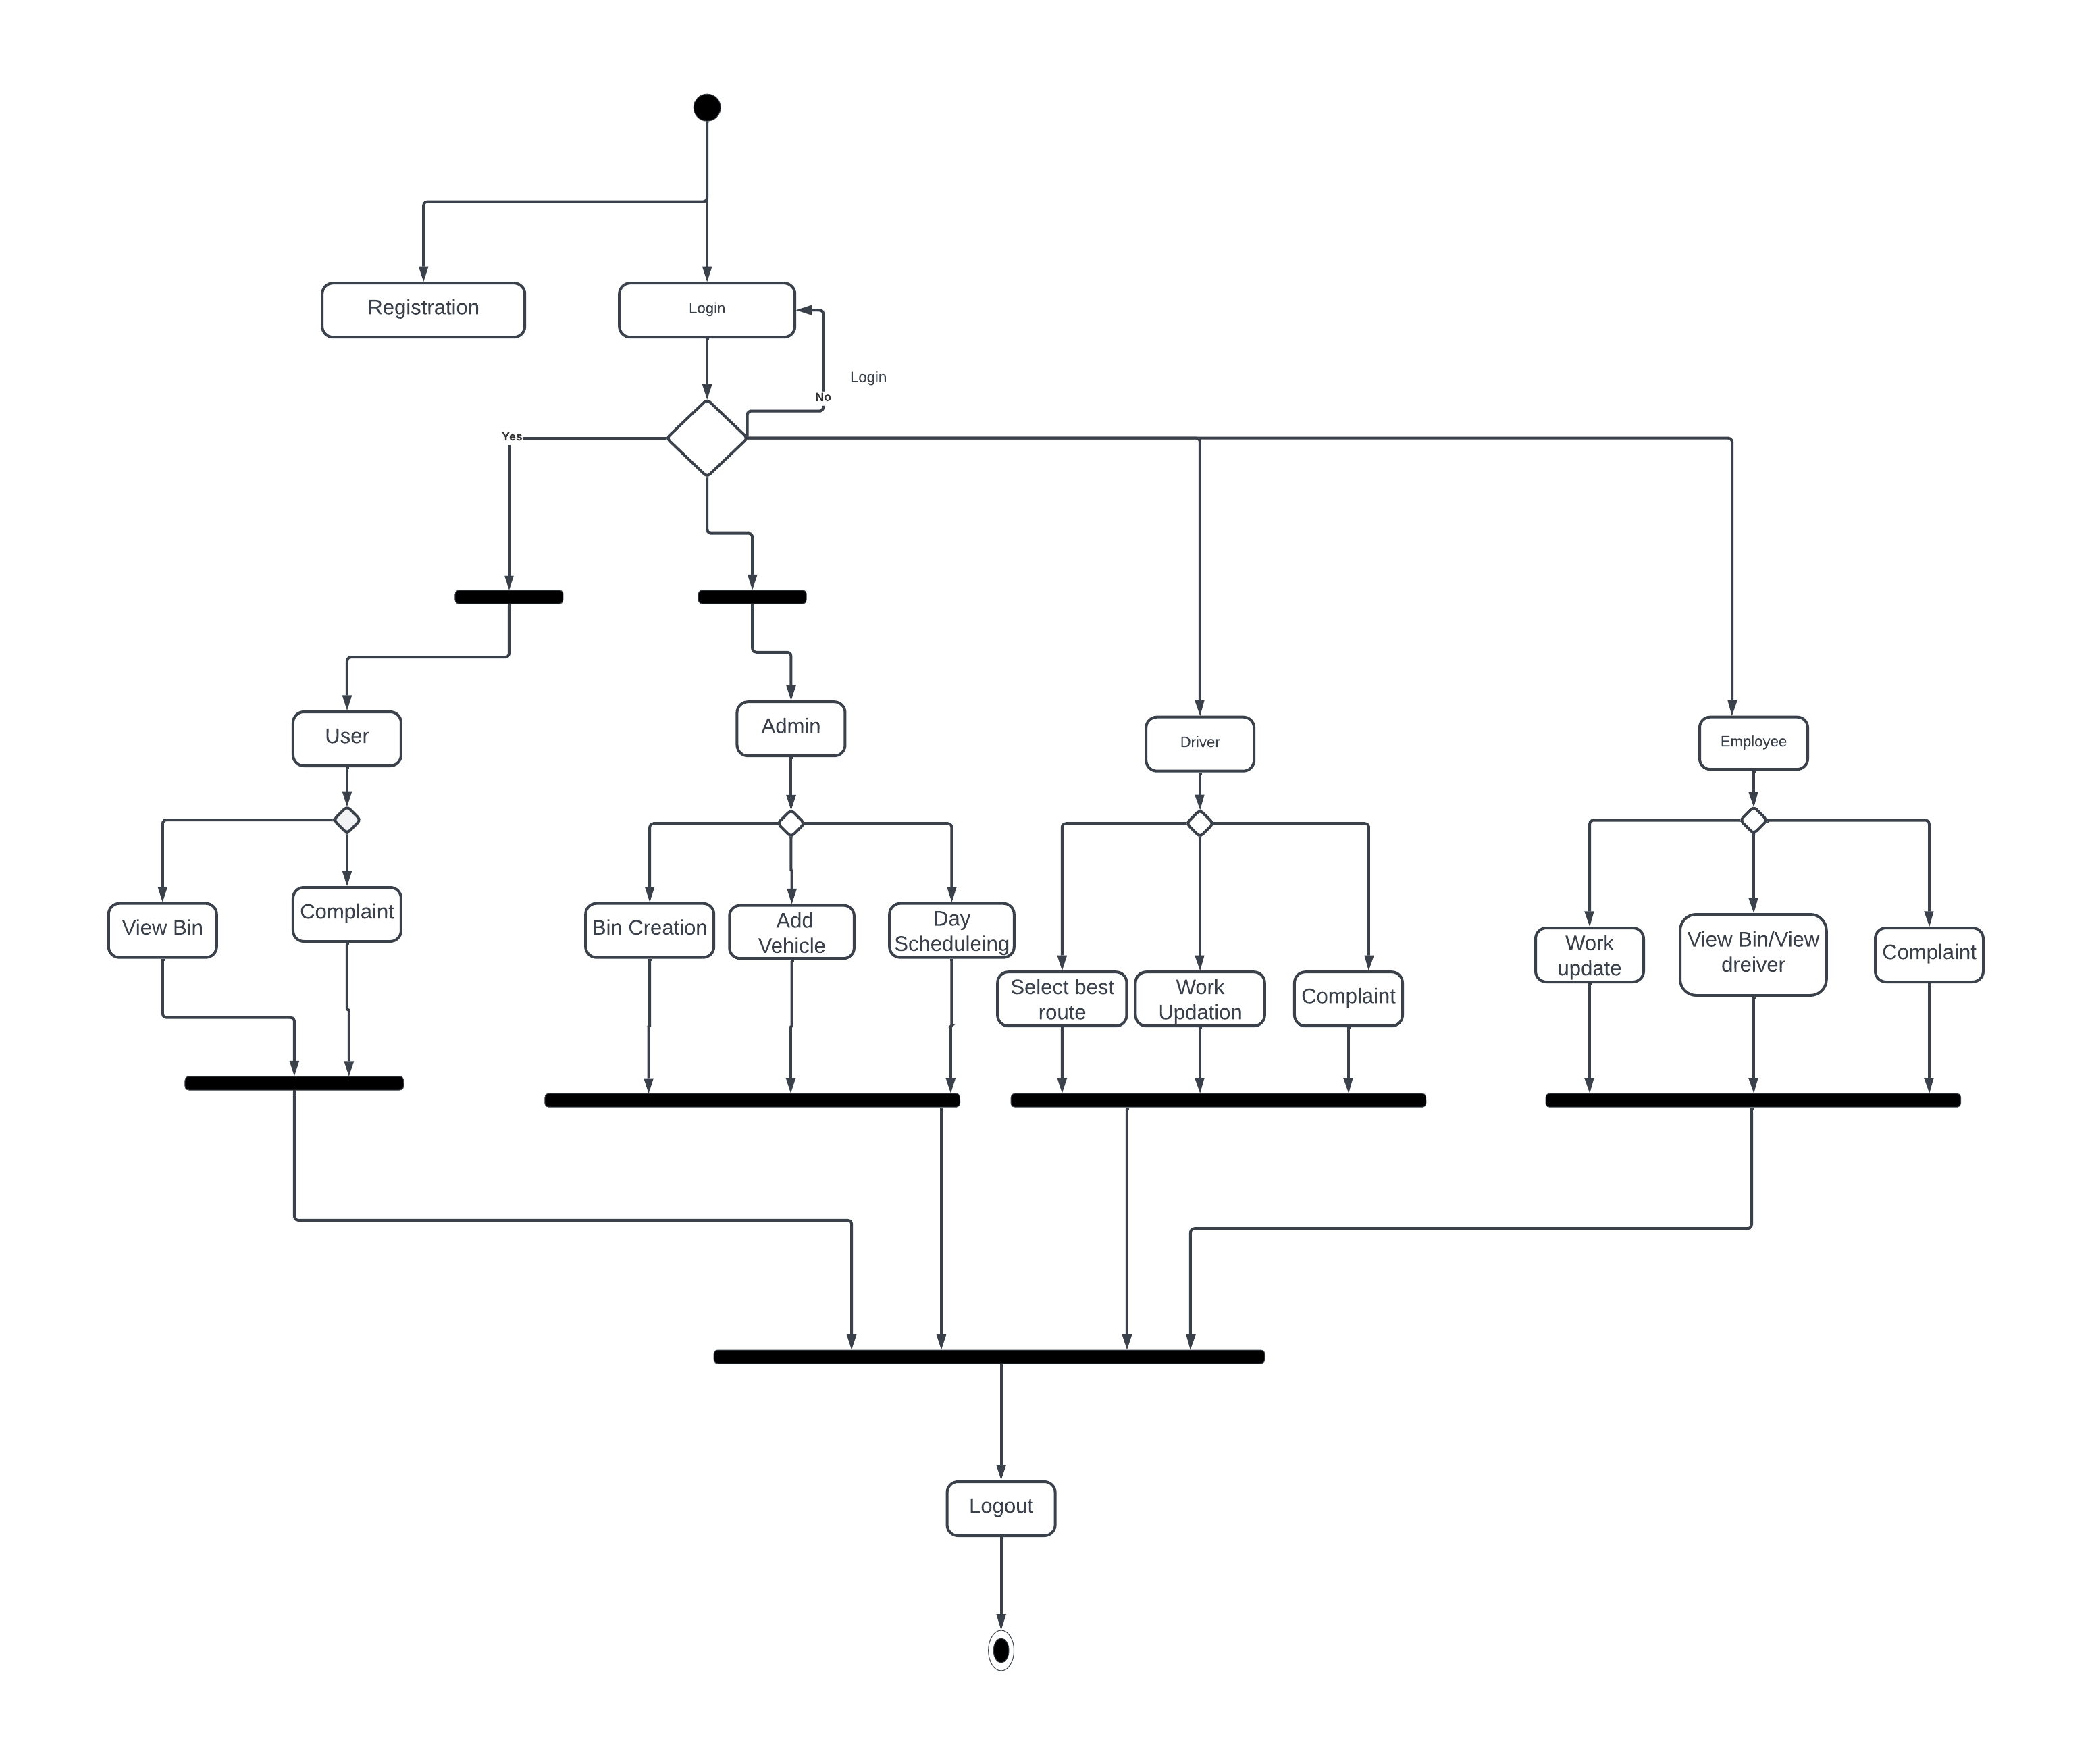 Registration
Login
Login
No
Yes
User
Admin
Driver
Employee
View Bin
Complaint
Bin Creation
Add
Vehicle
Day
Scheduleing
Select best
route
Work
Updation
Complaint
Work
update
View Bin/View
dreiver
Complaint
Logout